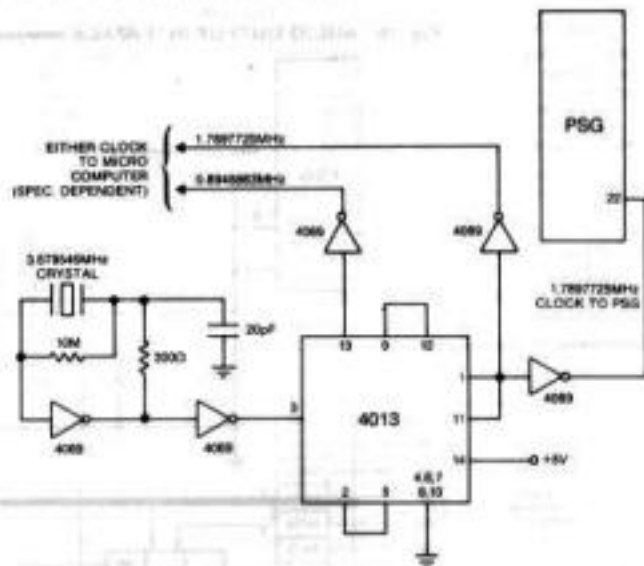 PSG
1.7897725MHz
EITHER CLOCK
TO MICRO
COMPUTER
(SPEC. DEPENDENT)
0.8948863MHz
22
4069
4069
3.579545MHz
CRYSTAL
1.7897725MHz
CLOCK TO PSG
10M
20pF
13
9
12
3
4013
1
11
14
4069
+5V
4069
4069
4,6,7
8,10
2
5